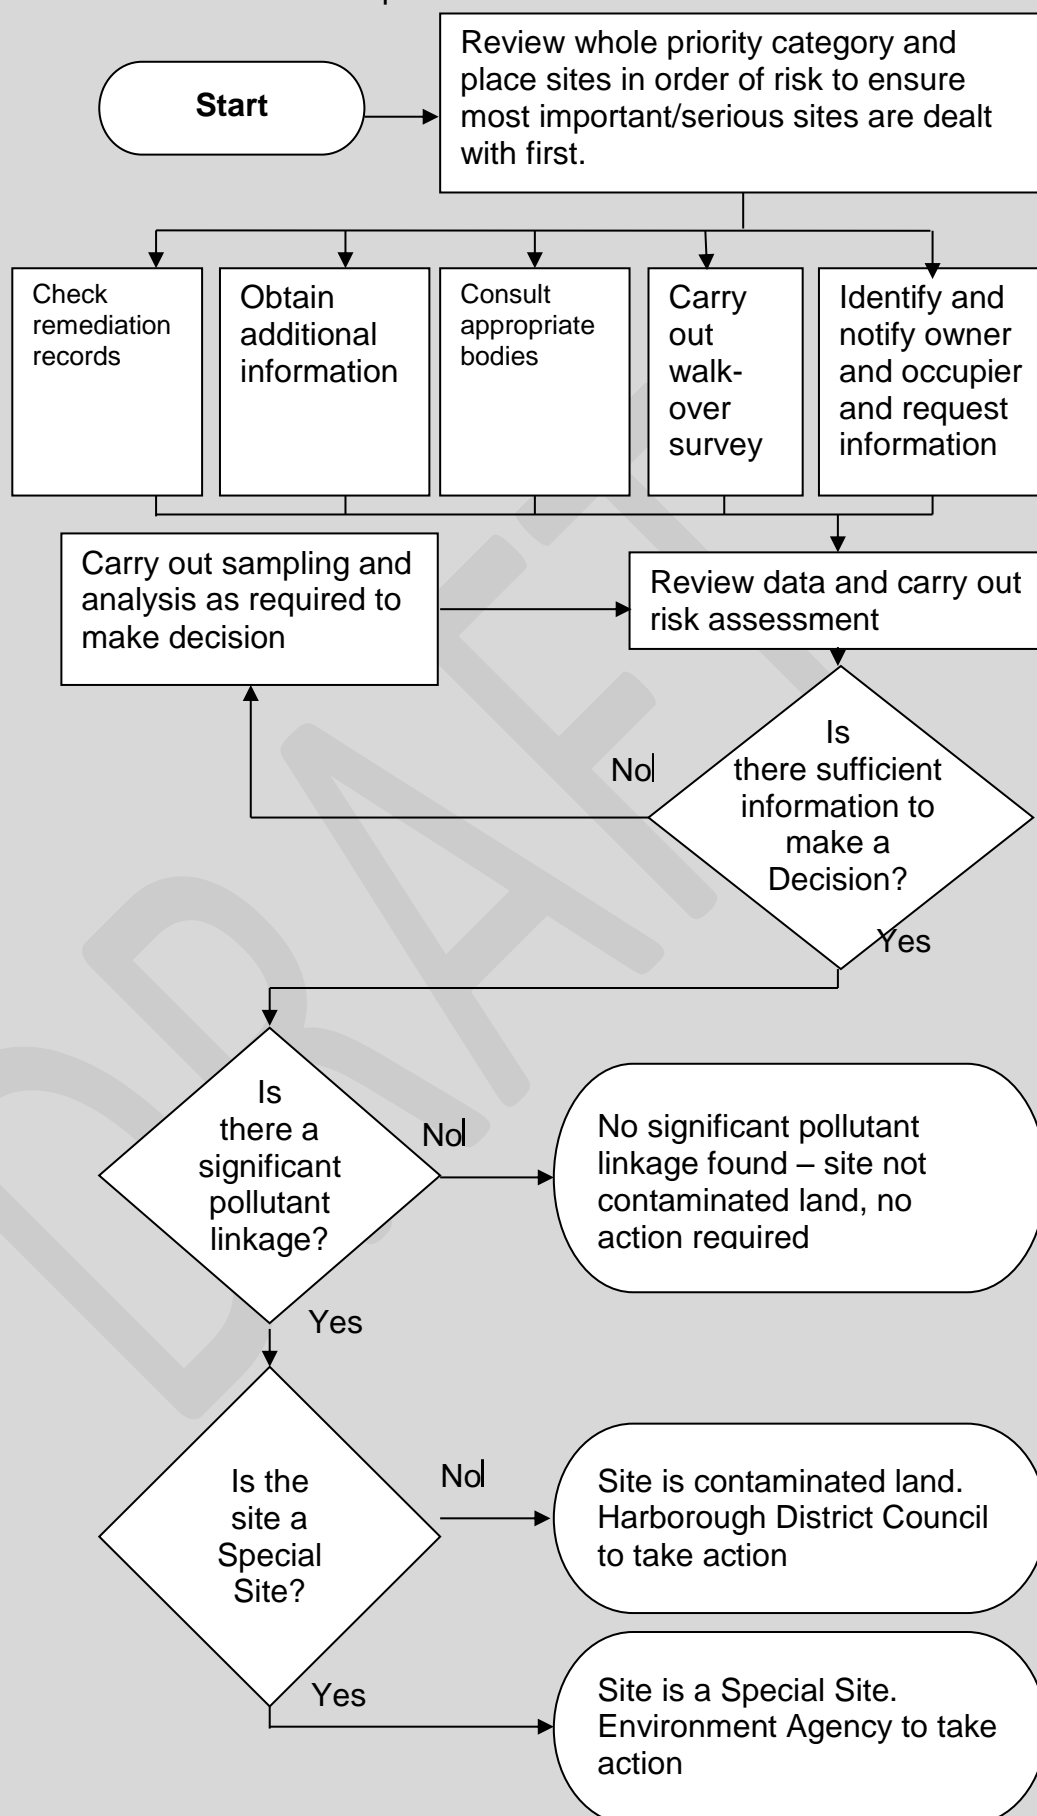 Start
Review whole priority category and
place sites in order of risk to ensure
most important/serious sites are dealt
with first.
Check
remediation
records
Obtain
additional
information
Consult
appropriate
bodies
Carry
out
walk-
over
survey
Identify and
notify owner
and occupier
and request
information
Carry out sampling and
analysis as required to
make decision
Review data and carry out
risk assessment
Is
there sufficient
information to
make a
Decision?
No
Yes
Is
there a
significant
pollutant
linkage?
No
No significant pollutant
linkage found – site not
contaminated land, no
action required
Yes
Is the
site a
Special
Site?
No
Site is contaminated land.
Harborough District Council
to take action
Yes
Site is a Special Site.
Environment Agency to take
action
DRAFT